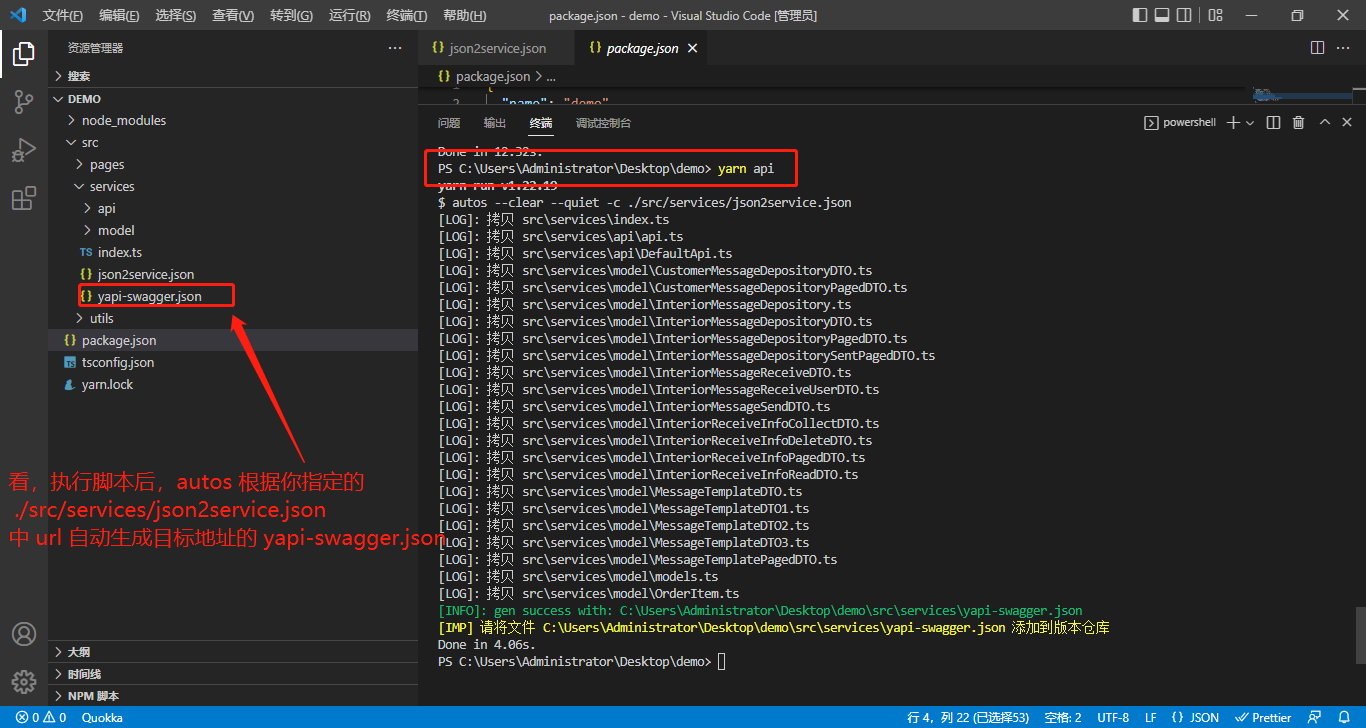 文件(F) 编辑(E) 选择(S) 查看(V) 转到(G) 运行(R) 终端(T) 帮助(H) package.json - demo - Visual Studio Code [管理员]
资源管理器
搜索
DEMO
node_modules
src
pages
services
api
model
TS index.ts
{} json2service.json
{} yapi-swagger.json
utils
{} package.json
TS tsconfig.json
yarn.lock
看，执行脚本后，autos 根据你指定的
./src/services/json2service.json
中 url 自动生成目标地址的 yapi-swagger.json
大纲
时间线
NPM 脚本
{} json2service.json {} package.json
{} package.json > ...
1 {
2 "name": "demo"
问题 输出 终端 调试控制台 powershell
Done in 12.32s.
PS C:\Users\Administrator\Desktop\demo> yarn api
yarn run v1.22.19
$ autos --clear --quiet -c ./src/services/json2service.json
[LOG]: 拷贝 src\services\index.ts
[LOG]: 拷贝 src\services\api\api.ts
[LOG]: 拷贝 src\services\api\DefaultApi.ts
[LOG]: 拷贝 src\services\model\CustomerMessageDepositoryDTO.ts
[LOG]: 拷贝 src\services\model\CustomerMessageDepositoryPagedDTO.ts
[LOG]: 拷贝 src\services\model\InteriorMessageDepository.ts
[LOG]: 拷贝 src\services\model\InteriorMessageDepositoryDTO.ts
[LOG]: 拷贝 src\services\model\InteriorMessageDepositoryPagedDTO.ts
[LOG]: 拷贝 src\services\model\InteriorMessageDepositorySentPagedDTO.ts
[LOG]: 拷贝 src\services\model\InteriorMessageReceiveDTO.ts
[LOG]: 拷贝 src\services\model\InteriorMessageReceiveUserDTO.ts
[LOG]: 拷贝 src\services\model\InteriorMessageSendDTO.ts
[LOG]: 拷贝 src\services\model\InteriorReceiveInfoCollectDTO.ts
[LOG]: 拷贝 src\services\model\InteriorReceiveInfoDeleteDTO.ts
[LOG]: 拷贝 src\services\model\InteriorReceiveInfoPagedDTO.ts
[LOG]: 拷贝 src\services\model\InteriorReceiveInfoReadDTO.ts
[LOG]: 拷贝 src\services\model\MessageTemplateDTO.ts
[LOG]: 拷贝 src\services\model\MessageTemplateDTO1.ts
[LOG]: 拷贝 src\services\model\MessageTemplateDTO2.ts
[LOG]: 拷贝 src\services\model\MessageTemplateDTO3.ts
[LOG]: 拷贝 src\services\model\MessageTemplatePagedDTO.ts
[LOG]: 拷贝 src\services\model\models.ts
[LOG]: 拷贝 src\services\model\OrderItem.ts
[INFO]: gen success with: C:\Users\Administrator\Desktop\demo\src\services\yapi-swagger.json
[IMP] 请将文件 C:\Users\Administrator\Desktop\demo\src\services\yapi-swagger.json 添加到版本仓库
Done in 4.06s.
PS C:\Users\Administrator\Desktop\demo>
0 0 Quokka 行 4，列 22 (已选择53) 空格: 2 UTF-8 LF {} JSON Prettier